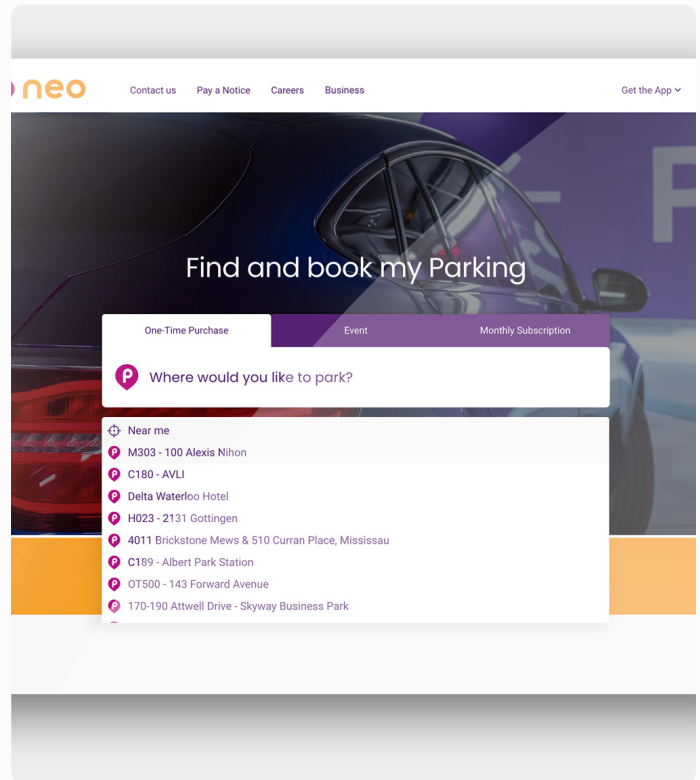 neo
Contact us Pay a Notice Careers Business Get the App
P
Find and book my Parking
One-Time Purchase Event Monthly Subscription
P Where would you like to park?
Near me
P M303 - 100 Alexis Nihon
P C180 - AVLI
P Delta Waterloo Hotel
P H023 - 2131 Gottingen
P 4011 Brickstone Mews & 510 Curran Place, Mississau
P C189 - Albert Park Station
P OT500 - 143 Forward Avenue
P 170-190 Attwell Drive - Skyway Business Park